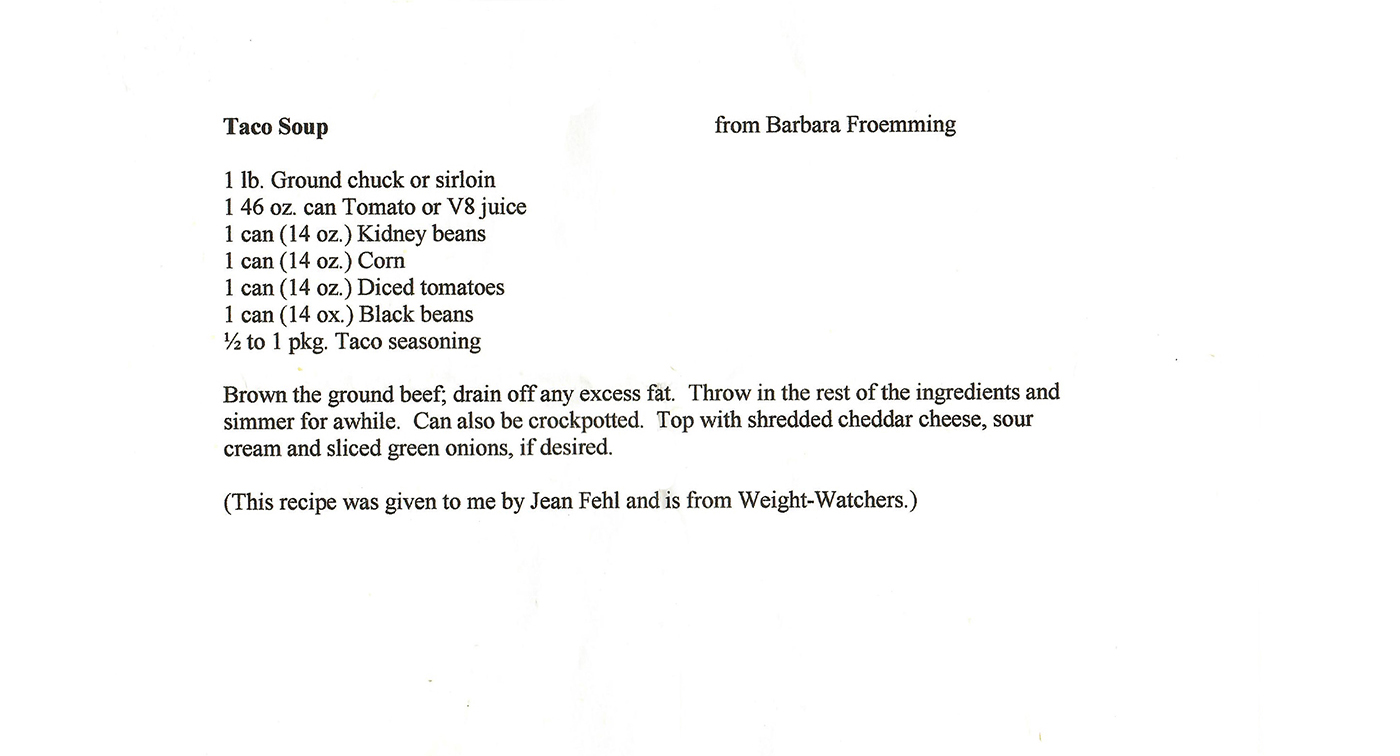 Taco Soup from Barbara Froemming
1 lb. Ground chuck or sirloin
1 46 oz. can Tomato or V8 juice
1 can (14 oz.) Kidney beans
1 can (14 oz.) Corn
1 can (14 oz.) Diced tomatoes
1 can (14 ox.) Black beans
½ to 1 pkg. Taco seasoning
Brown the ground beef; drain off any excess fat. Throw in the rest of the ingredients and
simmer for awhile. Can also be crockpotted. Top with shredded cheddar cheese, sour
cream and sliced green onions, if desired.
(This recipe was given to me by Jean Fehl and is from Weight-Watchers.)